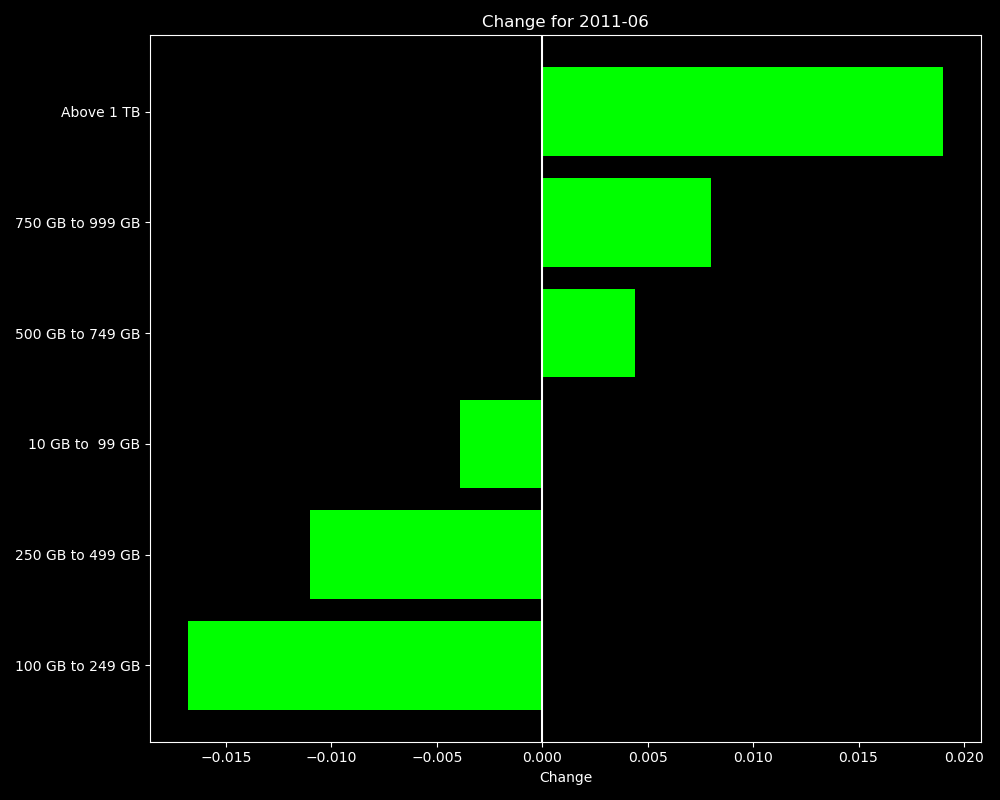 Change for 2011-06
Above 1 TB
750 GB to 999 GB
500 GB to 749 GB
10 GB to  99 GB
250 GB to 499 GB
100 GB to 249 GB
−0.015 −0.010 −0.005 0.000 0.005 0.010 0.015 0.020
Change